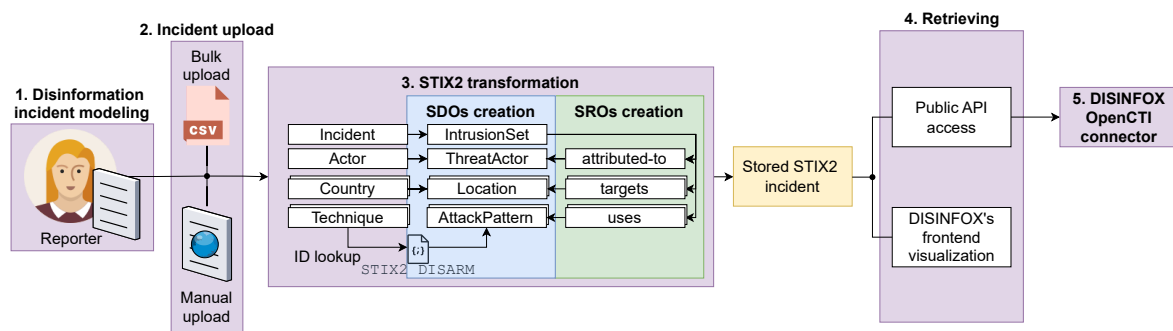 1. Disinformation
incident modeling
Reporter
2. Incident upload
Bulk
upload
CSV
Manual
upload
3. STIX2 transformation
SDOs creation
SROs creation
Incident
IntrusionSet
Actor
ThreatActor
attributed-to
Country
Location
targets
Technique
AttackPattern
uses
ID lookup
{;}
STIX2 DISARM
Stored STIX2
incident
4. Retrieving
Public API
access
DISINFOX's
frontend
visualization
5. DISINFOX
OpenCTI
connector